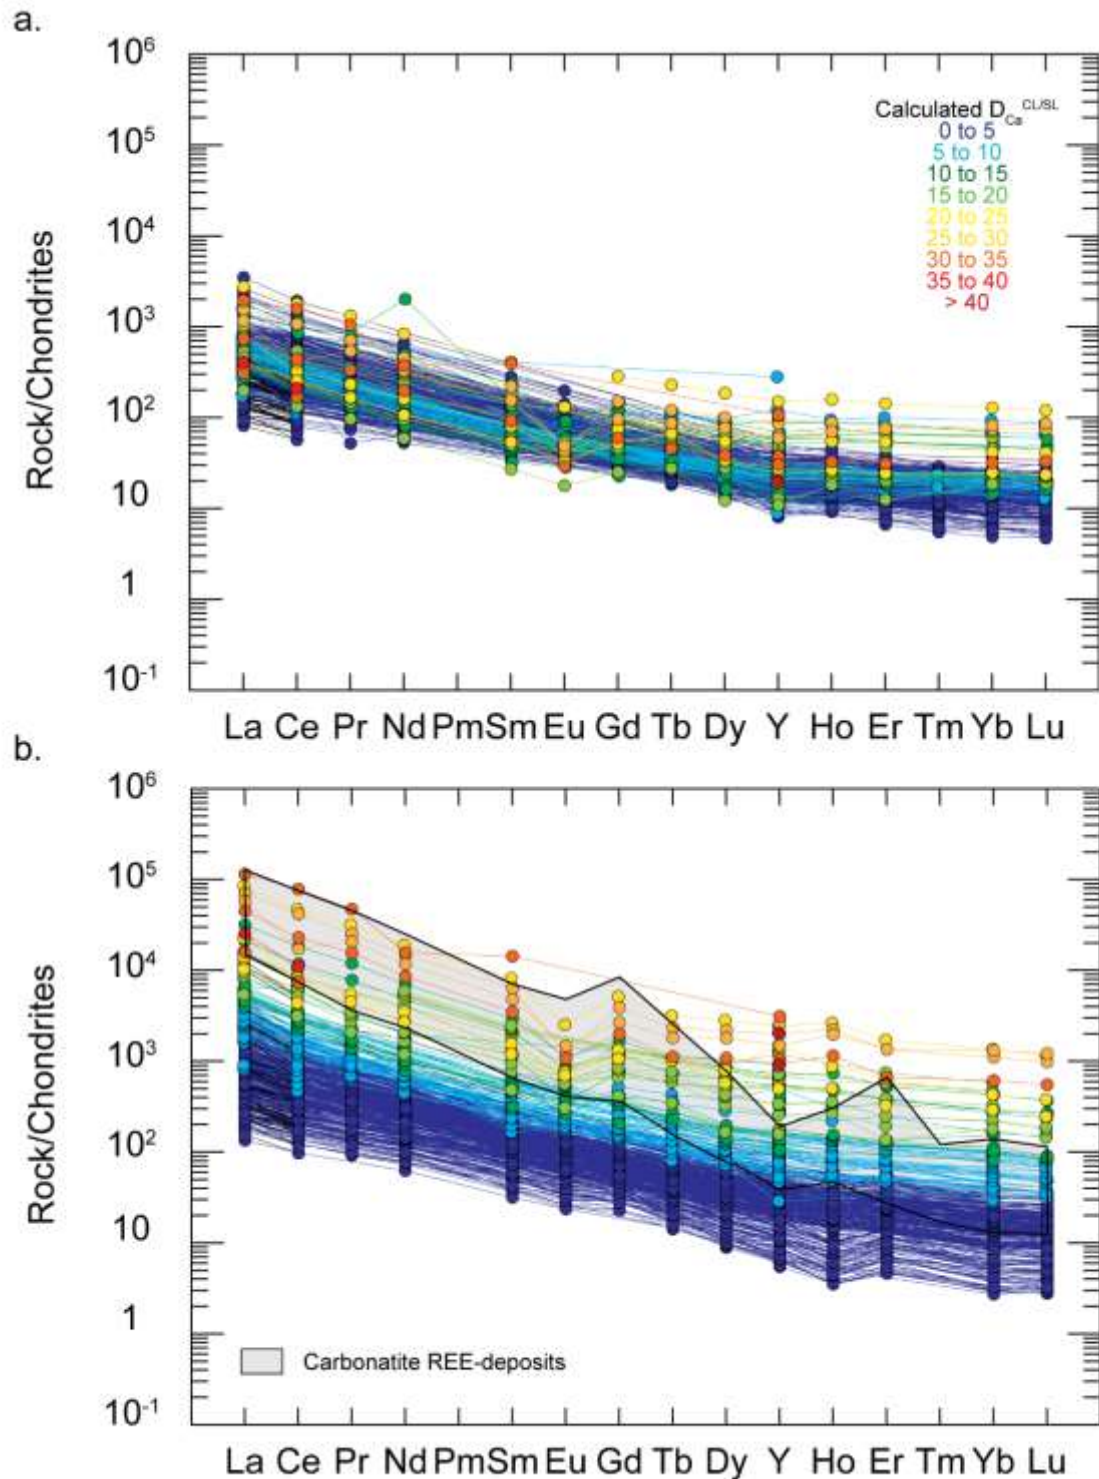 a.
10⁶
10⁵
10⁴
10³
10²
10
1
10⁻¹
Rock/Chondrites
Calculated D_Ca^CL/SL
0 to 5
5 to 10
10 to 15
15 to 20
20 to 25
25 to 30
30 to 35
35 to 40
> 40
La Ce Pr Nd Pm Sm Eu Gd Tb Dy Y Ho Er Tm Yb Lu
b.
10⁶
10⁵
10⁴
10³
10²
10
1
10⁻¹
Rock/Chondrites
Carbonatite REE-deposits
La Ce Pr Nd Pm Sm Eu Gd Tb Dy Y Ho Er Tm Yb Lu